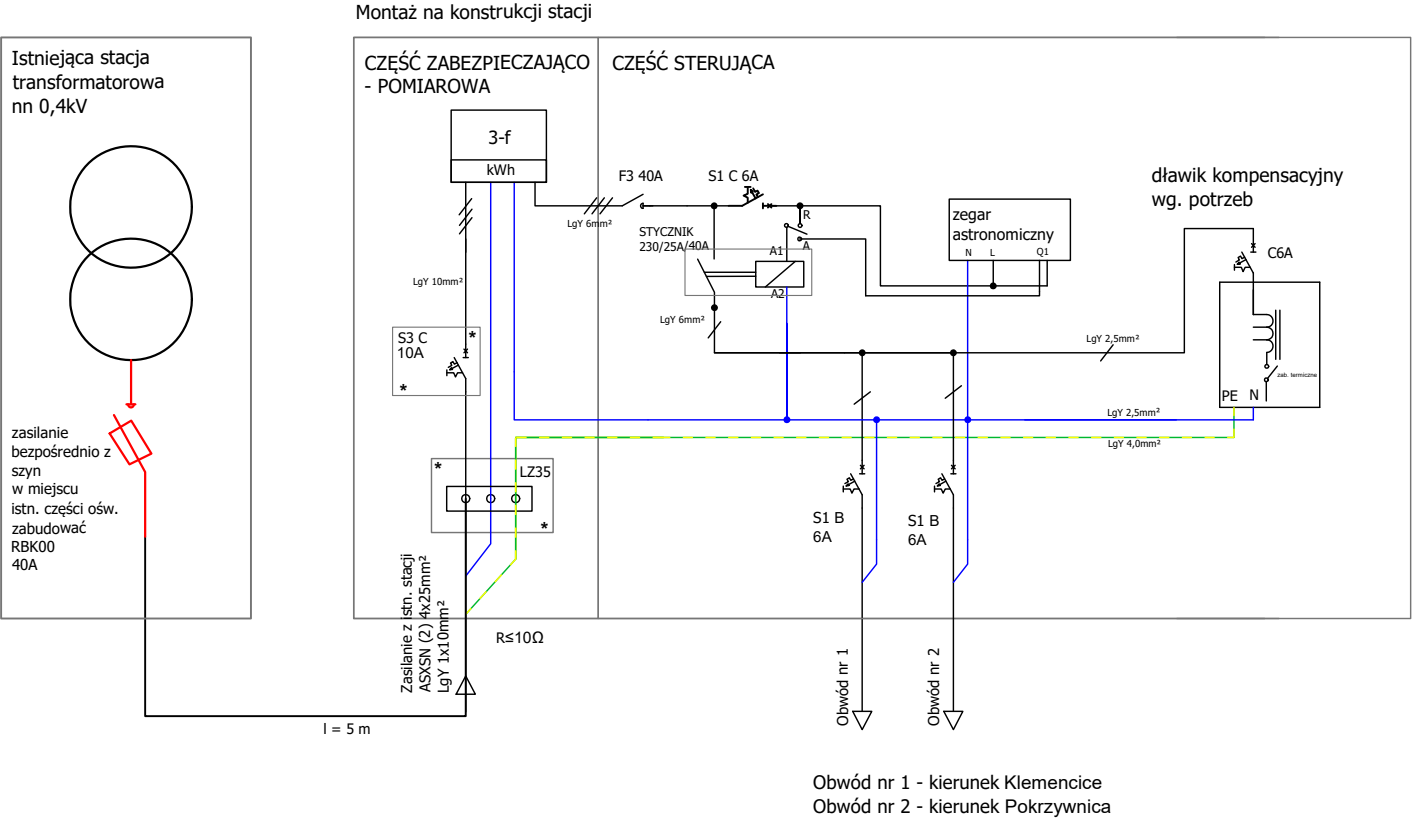 Montaż na konstrukcji stacji
Istniejąca stacja
transformatorowa
nn 0,4kV
zasilanie
bezpośrednio z
szyn
w miejscu
istn. części ośw.
zabudować
RBK00
40A
l = 5 m
CZĘŚĆ ZABEZPIECZAJĄCO
- POMIAROWA
3-f
kWh
LgY 6mm²
LgY 10mm²
S3 C
10A
*
*
*
LZ35
*
Zasilanie z istn. stacji
ASXSN (2) 4x25mm²
LgY 1x10mm²
R≤10Ω
CZĘŚĆ STERUJĄCA
F3 40A
S1 C 6A
STYCZNIK
230/25A/40A
R
A
A1
A2
LgY 6mm²
zegar
astronomiczny
N L Q1
dławik kompensacyjny
wg. potrzeb
C6A
zab. termiczne
PE N
LgY 2,5mm²
LgY 2,5mm²
LgY 4,0mm²
S1 B
6A
S1 B
6A
Obwód nr 1
Obwód nr 2
Obwód nr 1 - kierunek Klemencice
Obwód nr 2 - kierunek Pokrzywnica